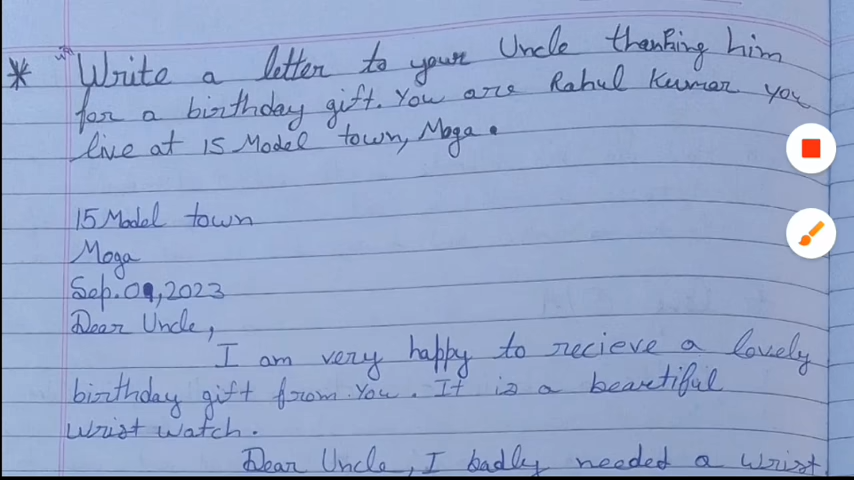 * Write a letter to your Uncle thanking him
for a birthday gift. You are Rahul Kumar you
live at 15 Model town, Moga.
15 Model town
Moga
Sep. 09, 2023
Dear Uncle,
I am very happy to recieve a lovely
birthday gift from You. It is a beautiful
wrist watch.
Dear Uncle, I badly needed a wrist